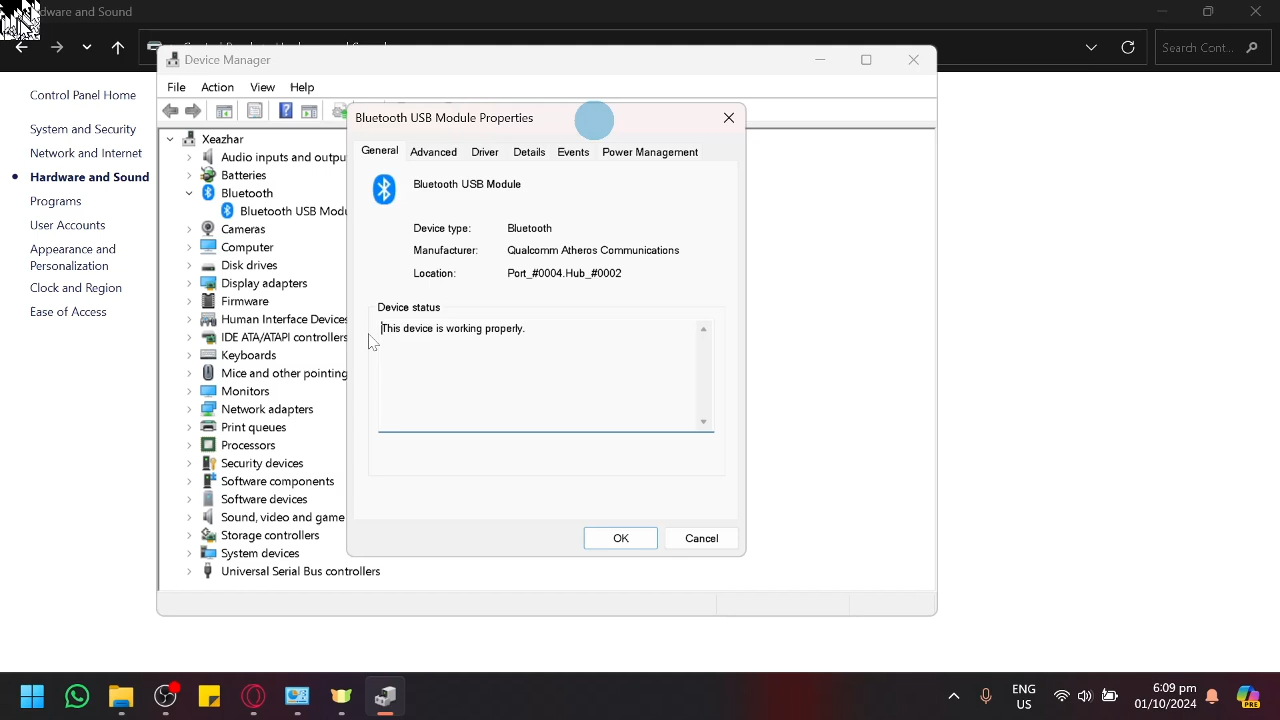 rdware and Sound
Search Cont...
Control Panel Home
System and Security
Network and Internet
Hardware and Sound
Programs
User Accounts
Appearance and
Personalization
Clock and Region
Ease of Access
Device Manager
File Action View Help
Xeazhar
Audio inputs and outpu
Batteries
Bluetooth
Bluetooth USB Modu
Cameras
Computer
Disk drives
Display adapters
Firmware
Human Interface Devices
IDE ATA/ATAPI controllers
Keyboards
Mice and other pointing
Monitors
Network adapters
Print queues
Processors
Security devices
Software components
Software devices
Sound, video and game
Storage controllers
System devices
Universal Serial Bus controllers
Bluetooth USB Module Properties
General Advanced Driver Details Events Power Management
Bluetooth USB Module
Device type: Bluetooth
Manufacturer: Qualcomm Atheros Communications
Location: Port_#0004.Hub_#0002
Device status
This device is working properly.
OK Cancel
ENG
US
6:09 pm
01/10/2024
PRE